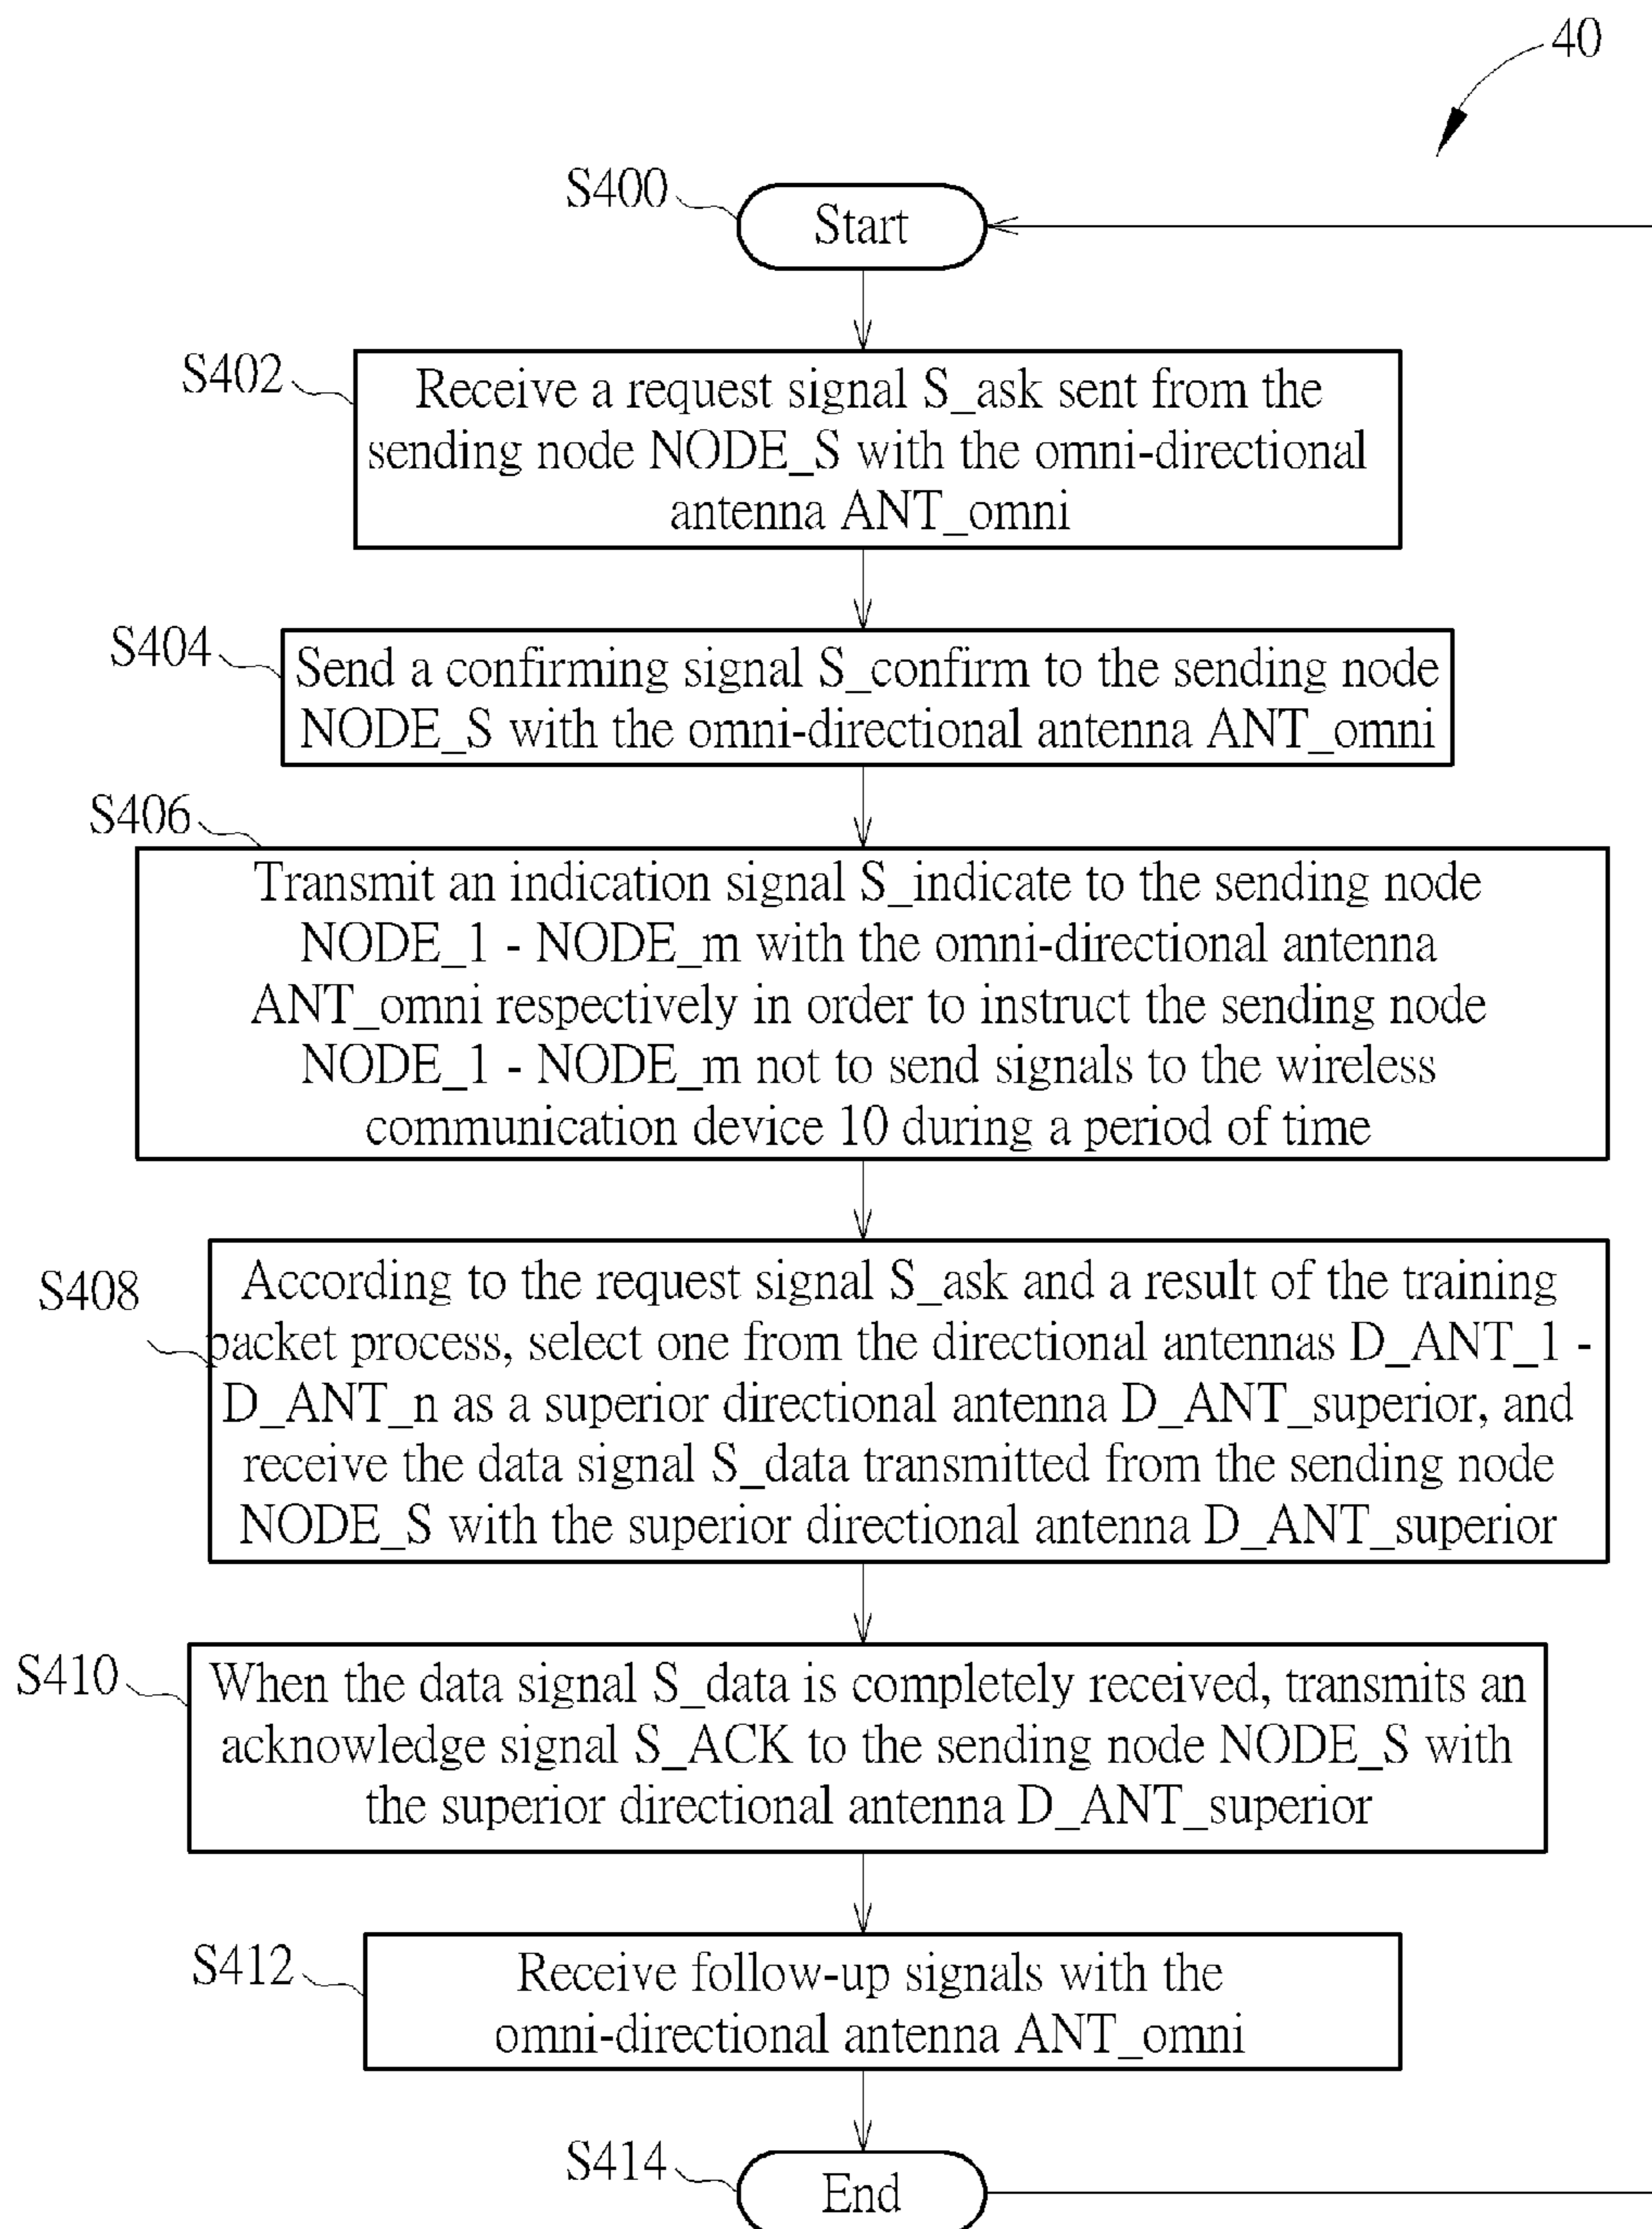 40
S400
Start
S402
Receive a request signal S_ask sent from the
sending node NODE_S with the omni-directional
antenna ANT_omni
S404
Send a confirming signal S_confirm to the sending node
NODE_S with the omni-directional antenna ANT_omni
S406
Transmit an indication signal S_indicate to the sending node
NODE_1 - NODE_m with the omni-directional antenna
ANT_omni respectively in order to instruct the sending node
NODE_1 - NODE_m not to send signals to the wireless
communication device 10 during a period of time
S408
According to the request signal S_ask and a result of the training
packet process, select one from the directional antennas D_ANT_1 -
D_ANT_n as a superior directional antenna D_ANT_superior, and
receive the data signal S_data transmitted from the sending node
NODE_S with the superior directional antenna D_ANT_superior
S410
When the data signal S_data is completely received, transmits an
acknowledge signal S_ACK to the sending node NODE_S with
the superior directional antenna D_ANT_superior
S412
Receive follow-up signals with the
omni-directional antenna ANT_omni
S414
End